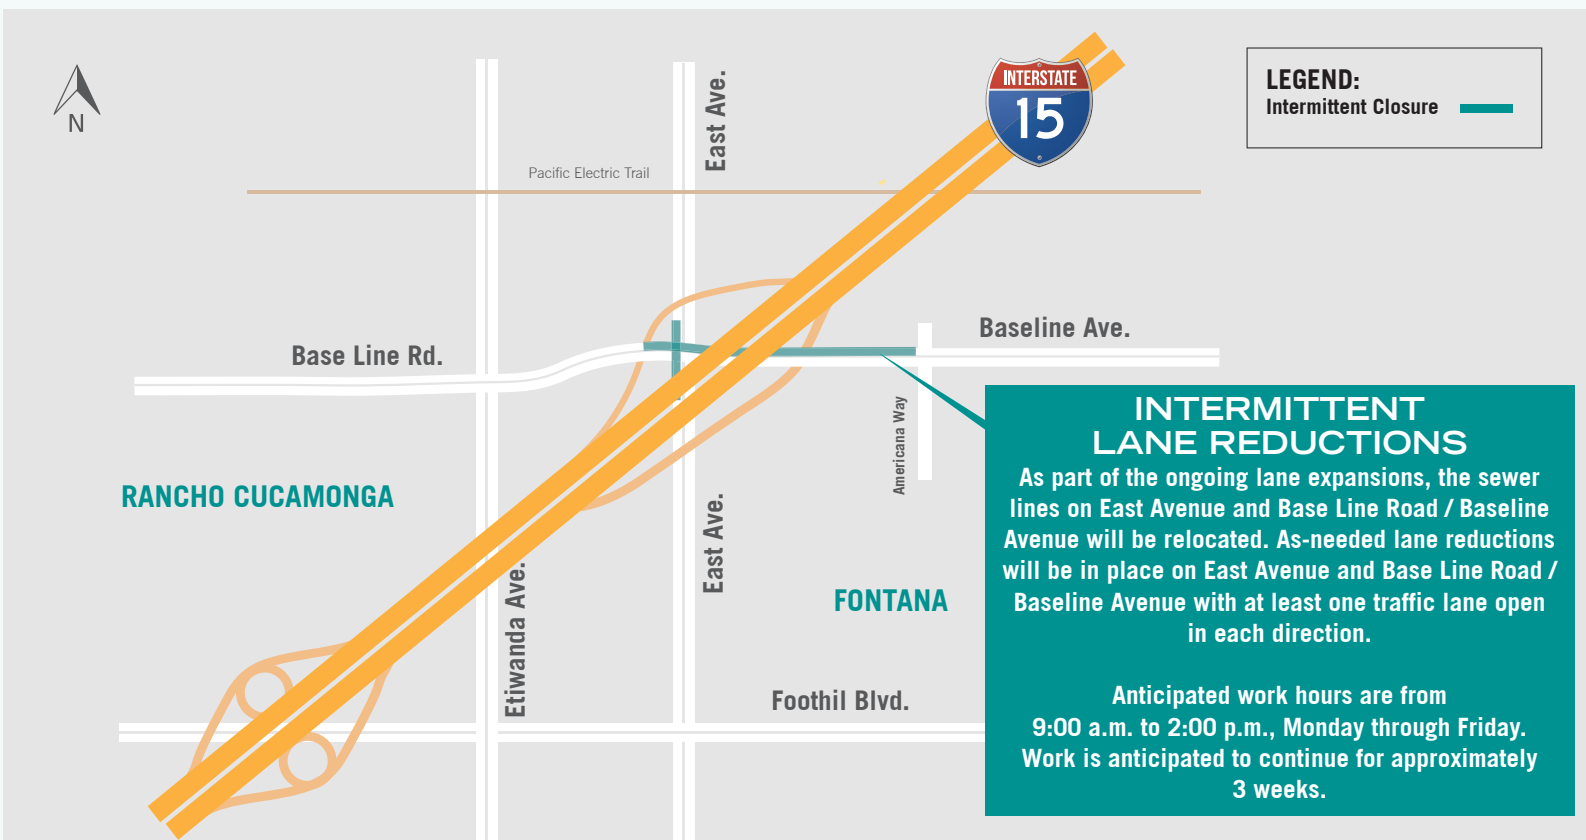 N
East Ave.
INTERSTATE
15
LEGEND:
Intermittent Closure
Pacific Electric Trail
Base Line Rd.
Baseline Ave.
Americana Way
RANCHO CUCAMONGA
East Ave.
FONTANA
Etiwanda Ave.
Foothil Blvd.
INTERMITTENT
LANE REDUCTIONS
As part of the ongoing lane expansions, the sewer
lines on East Avenue and Base Line Road / Baseline
Avenue will be relocated. As-needed lane reductions
will be in place on East Avenue and Base Line Road /
Baseline Avenue with at least one traffic lane open
in each direction.
Anticipated work hours are from
9:00 a.m. to 2:00 p.m., Monday through Friday.
Work is anticipated to continue for approximately
3 weeks.